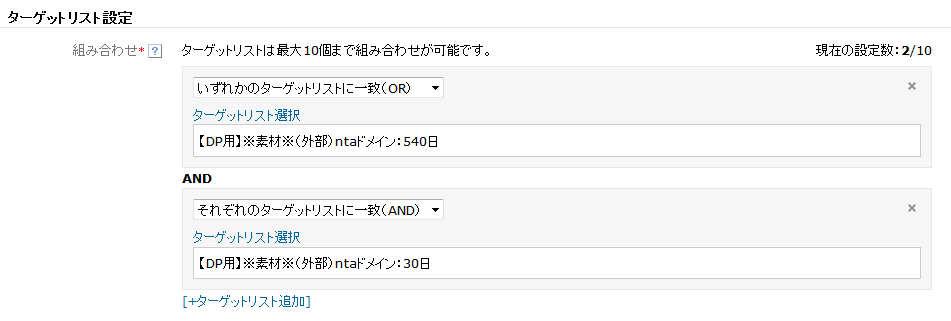 ターゲットリスト設定
組み合わせ* [?] ターゲットリストは最大10個まで組み合わせが可能です。 現在の設定数：2/10
いずれかのターゲットリストに一致（OR）
ターゲットリスト選択
【DP用】※素材※（外部）ntaドメイン：540日
AND
それぞれのターゲットリストに一致（AND）
ターゲットリスト選択
【DP用】※素材※（外部）ntaドメイン：30日
[+ターゲットリスト追加]